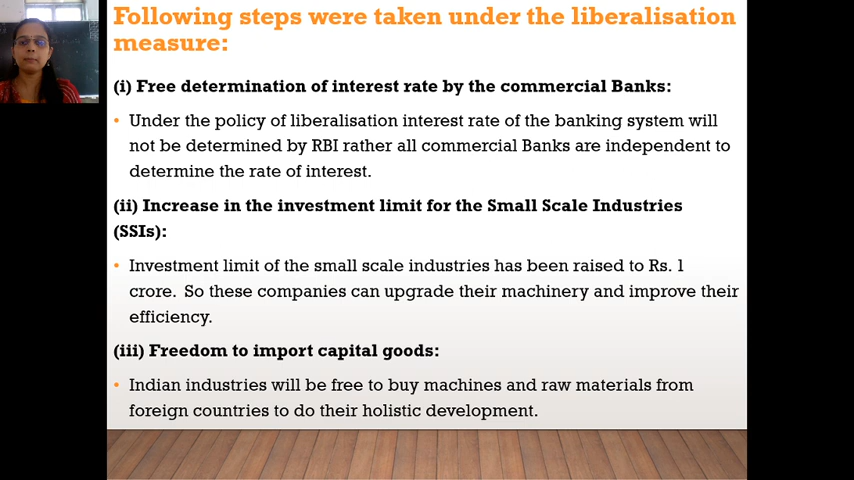 Following steps were taken under the liberalisation
measure:
(i) Free determination of interest rate by the commercial Banks:
• Under the policy of liberalisation interest rate of the banking system will
not be determined by RBI rather all commercial Banks are independent to
determine the rate of interest.
(ii) Increase in the investment limit for the Small Scale Industries
(SSIs):
• Investment limit of the small scale industries has been raised to Rs. 1
crore. So these companies can upgrade their machinery and improve their
efficiency.
(iii) Freedom to import capital goods:
• Indian industries will be free to buy machines and raw materials from
foreign countries to do their holistic development.